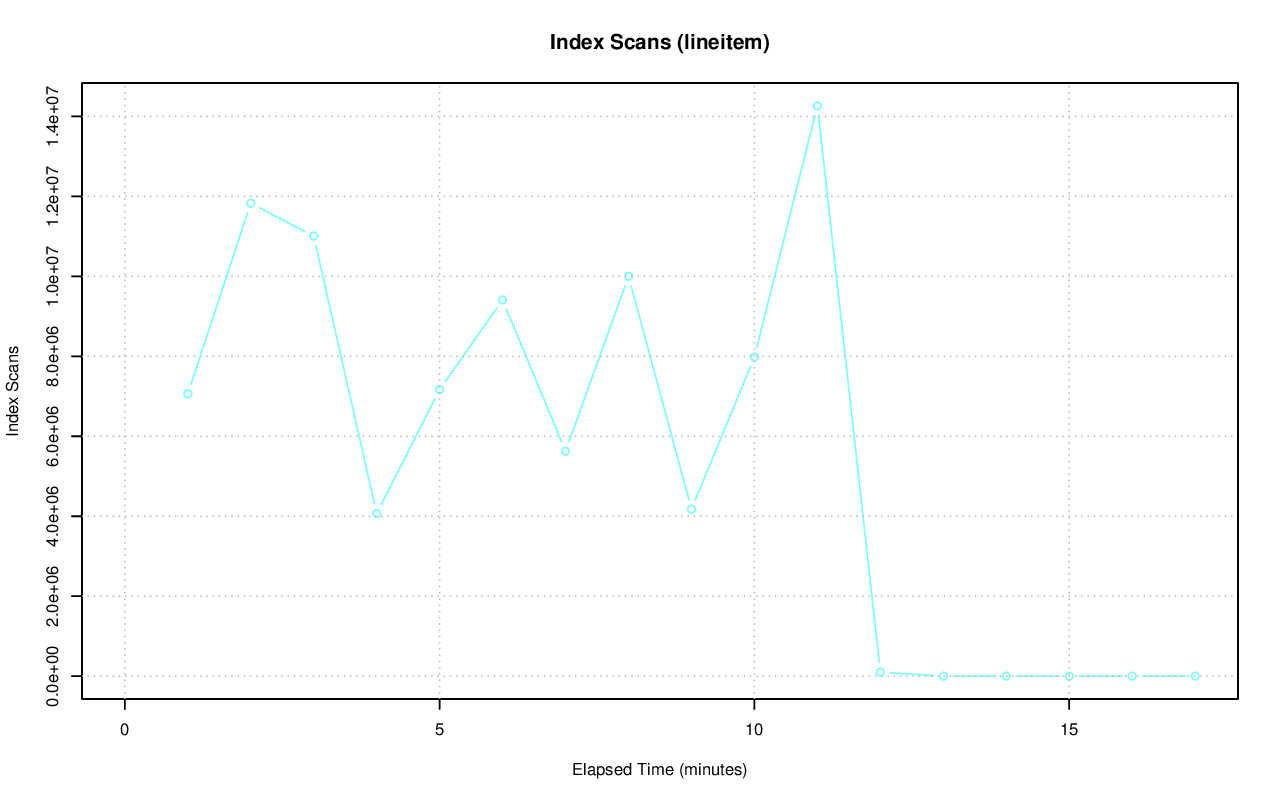 Index Scans (lineitem)
Index Scans
1.4e+07
1.2e+07
1.0e+07
8.0e+06
6.0e+06
4.0e+06
2.0e+06
0.0e+00
0 5 10 15
Elapsed Time (minutes)